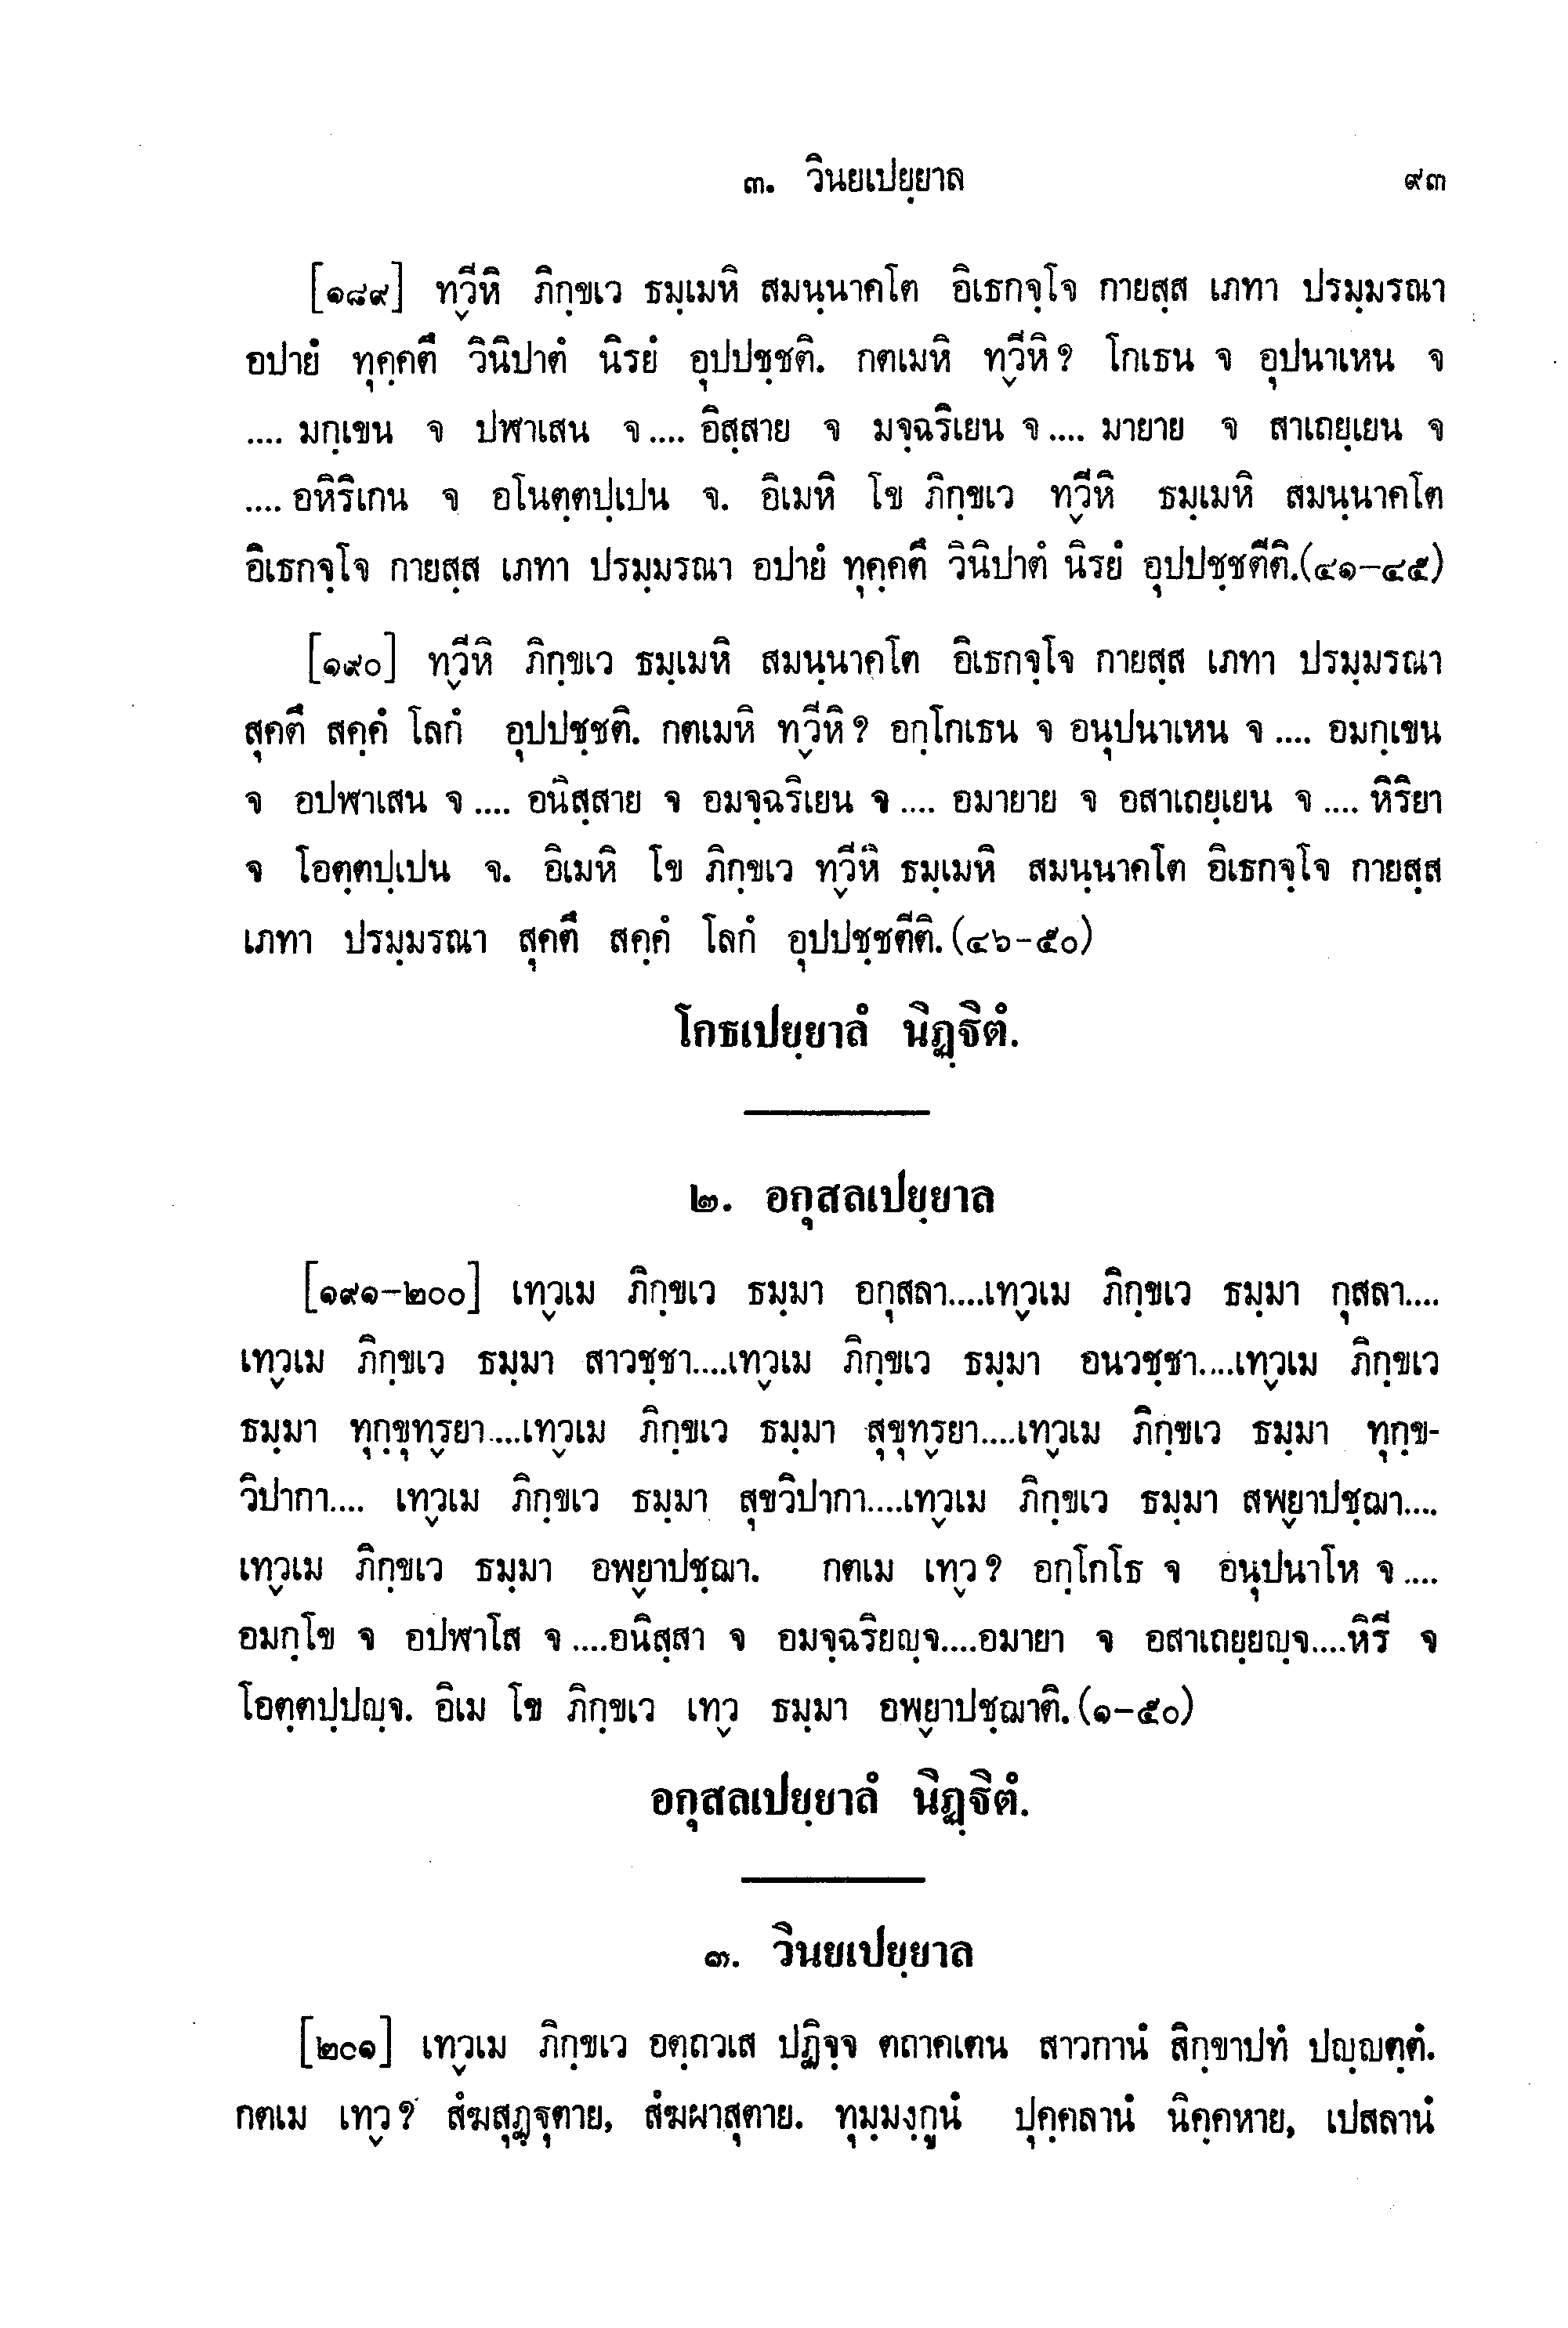 ๓. วินยเปยฺยาล ๙๓
[๑๘๙] ทฺวีหิ ภิกฺขเว ธมฺเมหิ สมนฺนาคโต อิเธกจฺโจ กายสฺส เภทา ปรมฺมรณา
อปายํ ทุคฺคตึ วินิปาตํ นิรยํ อุปปชฺชติ. กตเมหิ ทฺวีหิ ? โกเธน จ อุปนาเหน จ
.... มกฺเขน จ ปฬาเสน จ .... อิสฺสาย จ มจฺฉริเยน จ .... มายาย จ สาเถยฺเยน จ
.... อหิริเกน จ อโนตฺตปฺเปน จ. อิเมหิ โข ภิกฺขเว ทฺวีหิ ธมฺเมหิ สมนฺนาคโต
อิเธกจฺโจ กายสฺส เภทา ปรมฺมรณา อปายํ ทุคฺคตึ วินิปาตํ นิรยํ อุปปชฺชตีติ.(๔๑-๔๕)
[๑๙๐] ทฺวีหิ ภิกฺขเว ธมฺเมหิ สมนฺนาคโต อิเธกจฺโจ กายสฺส เภทา ปรมฺมรณา
สุคตึ สคฺคํ โลกํ อุปปชฺชติ. กตเมหิ ทฺวีหิ ? อกฺโกเธน จ อนุปนาเหน จ .... อมกฺเขน
จ อปฬาเสน จ .... อนิสฺสาย จ อมจฺฉริเยน จ .... อมายาย จ อสาเถยฺเยน จ .... หิริยา
จ โอตฺตปฺเปน จ. อิเมหิ โข ภิกฺขเว ทฺวีหิ ธมฺเมหิ สมนฺนาคโต อิเธกจฺโจ กายสฺส
เภทา ปรมฺมรณา สุคตึ สคฺคํ โลกํ อุปปชฺชตีติ.(๔๖-๕๐)
โกธเปยฺยาลํ นิฏฺฐิตํ.
๒. อกุสลเปยฺยาล
[๑๙๑-๒๐๐] เทฺวเม ภิกฺขเว ธมฺมา อกุสลา....เทฺวเม ภิกฺขเว ธมฺมา กุสลา....
เทฺวเม ภิกฺขเว ธมฺมา สาวชฺชา....เทฺวเม ภิกฺขเว ธมฺมา อนวชฺชา....เทฺวเม ภิกฺขเว
ธมฺมา ทุกฺขุทฺรยา....เทฺวเม ภิกฺขเว ธมฺมา สุขุทฺรยา....เทฺวเม ภิกฺขเว ธมฺมา ทุกฺข-
วิปากา.... เทฺวเม ภิกฺขเว ธมฺมา สุขวิปากา....เทฺวเม ภิกฺขเว ธมฺมา สพฺยาปชฺฌา....
เทฺวเม ภิกฺขเว ธมฺมา อพฺยาปชฺฌา. กตเม เทฺว ? อกฺโกโธ จ อนุปนาโห จ ....
อมกฺโข จ อปฬาโส จ ....อนิสฺสา จ อมจฺฉริยญฺจ....อมายา จ อสาเถยฺยญฺจ....หิรี จ
โอตฺตปฺปญฺจ. อิเม โข ภิกฺขเว เทฺว ธมฺมา อพฺยาปชฺฌาติ.(๑-๕๐)
อกุสลเปยฺยาลํ นิฏฺฐิตํ.
๓. วินยเปยฺยาล
[๒๐๑] เทฺวเม ภิกฺขเว อตฺถวเส ปฏิจฺจ ตถาคเตน สาวกานํ สิกฺขาปทํ ปญฺญตฺตํ.
กตเม เทฺว ? สํฆสุฏฺฐุตาย, สํฆผาสุตาย. ทุมฺมงฺกูนํ ปุคฺคลานํ นิคฺคหาย, เปสลานํ